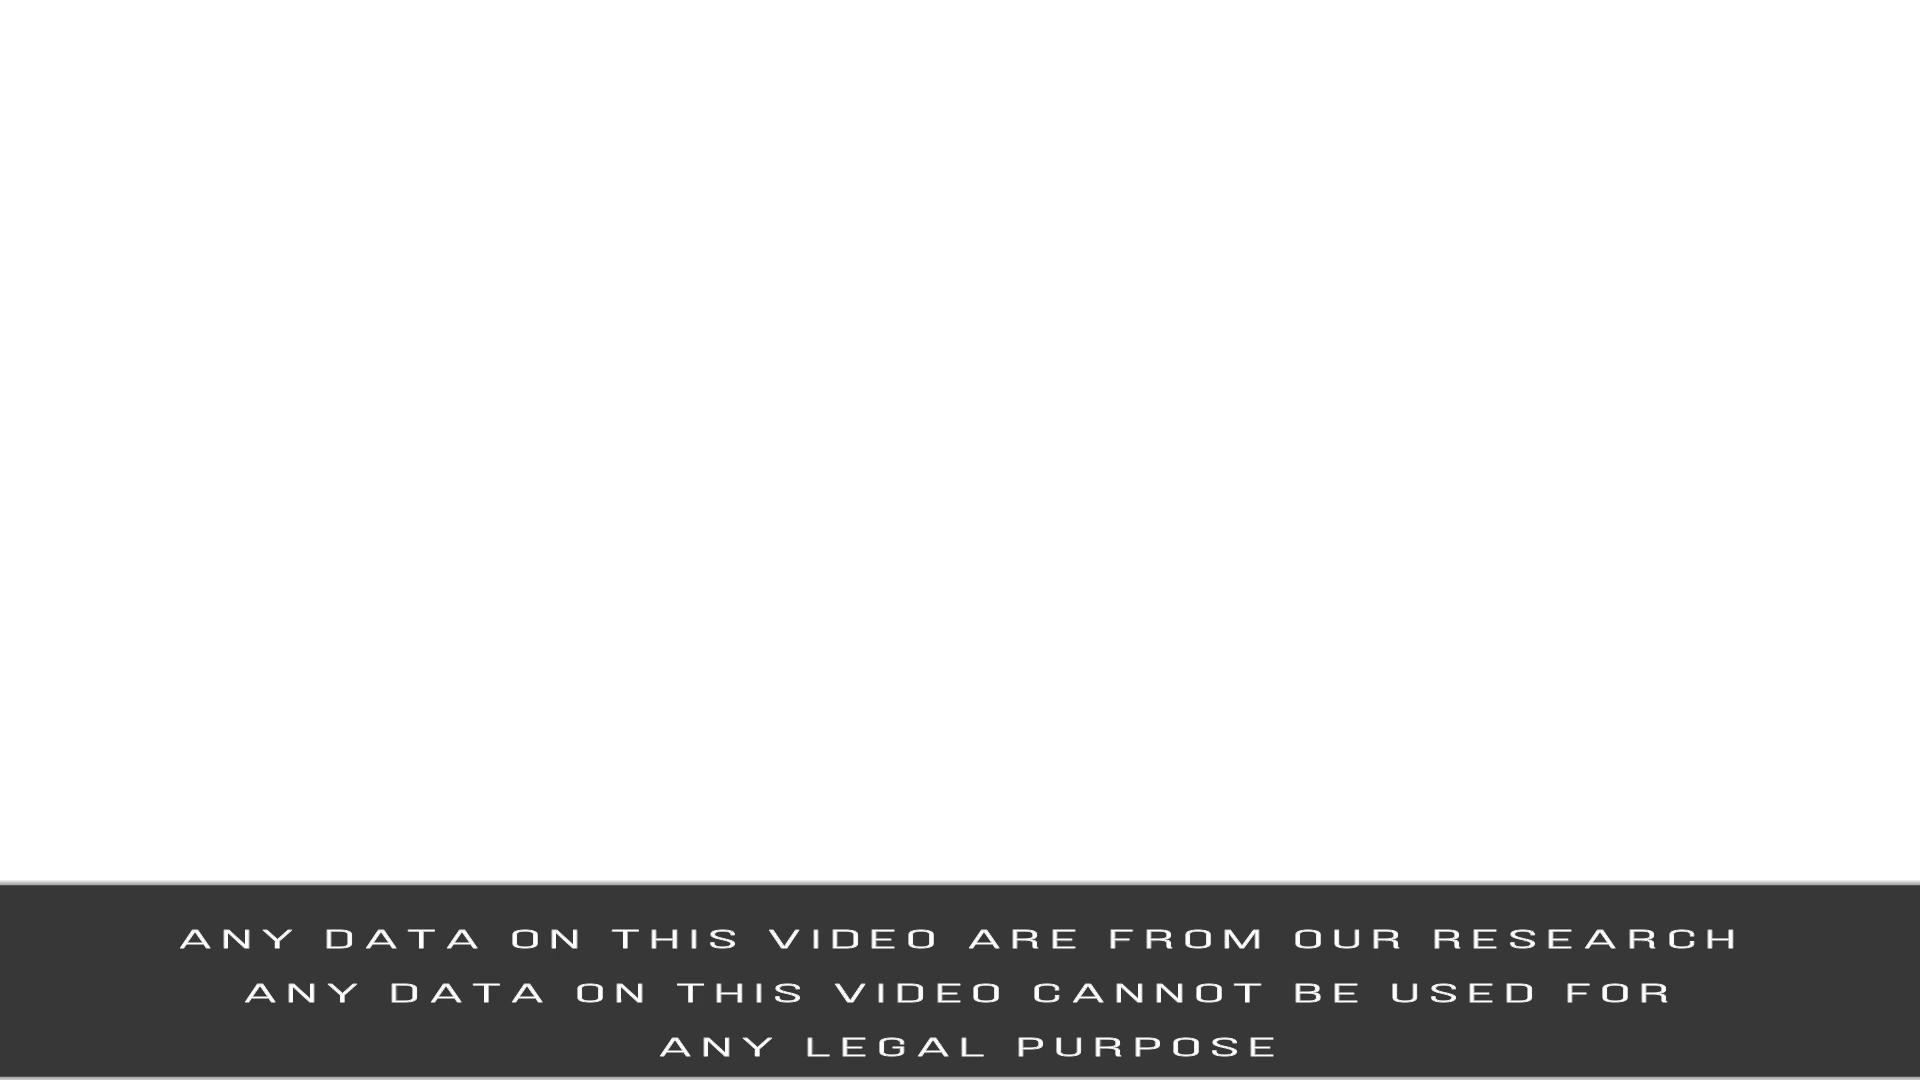 ANY DATA ON THIS VIDEO ARE FROM OUR RESEARCH
ANY DATA ON THIS VIDEO CANNOT BE USED FOR
ANY LEGAL PURPOSE